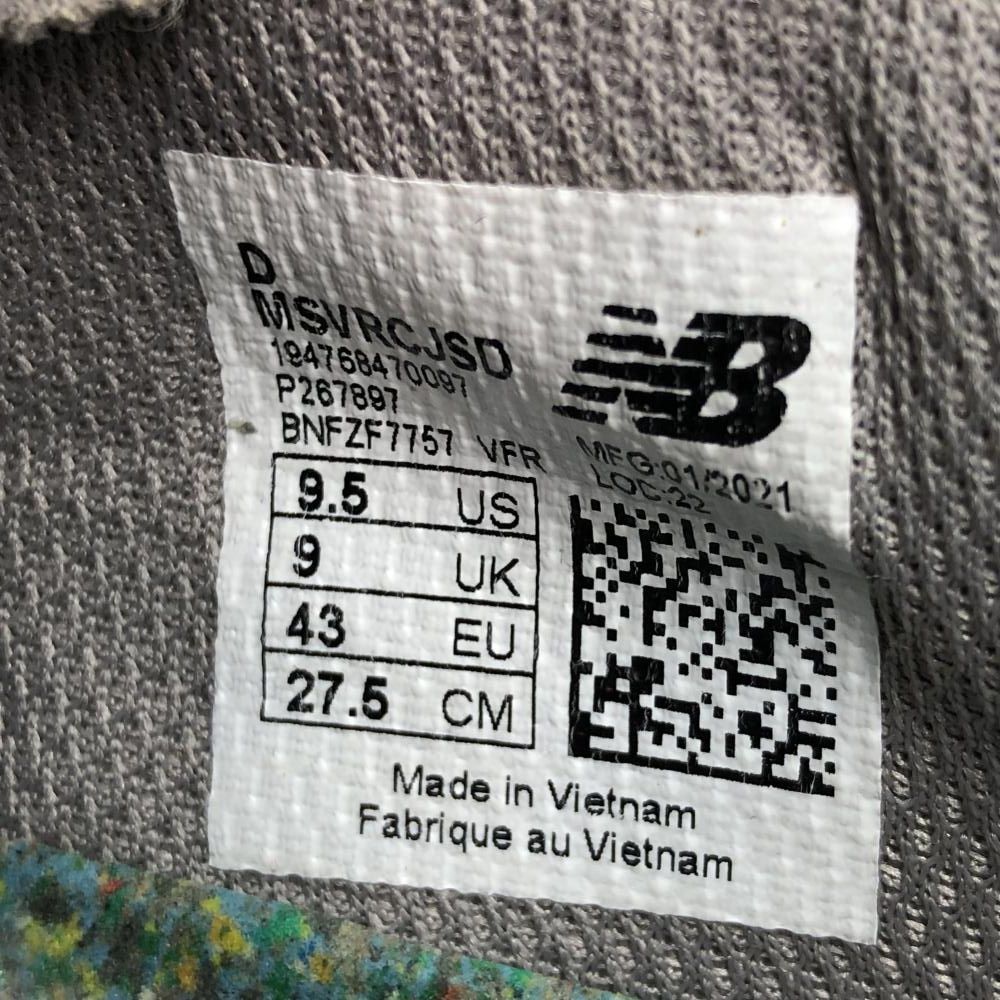 D
MSVRCJSD
194768470097
P267897
BNFZF7757 VFR
NB
MFG:01/2021
LOC:22
9.5 US
9 UK
43 EU
27.5 CM
Made in Vietnam
Fabrique au Vietnam